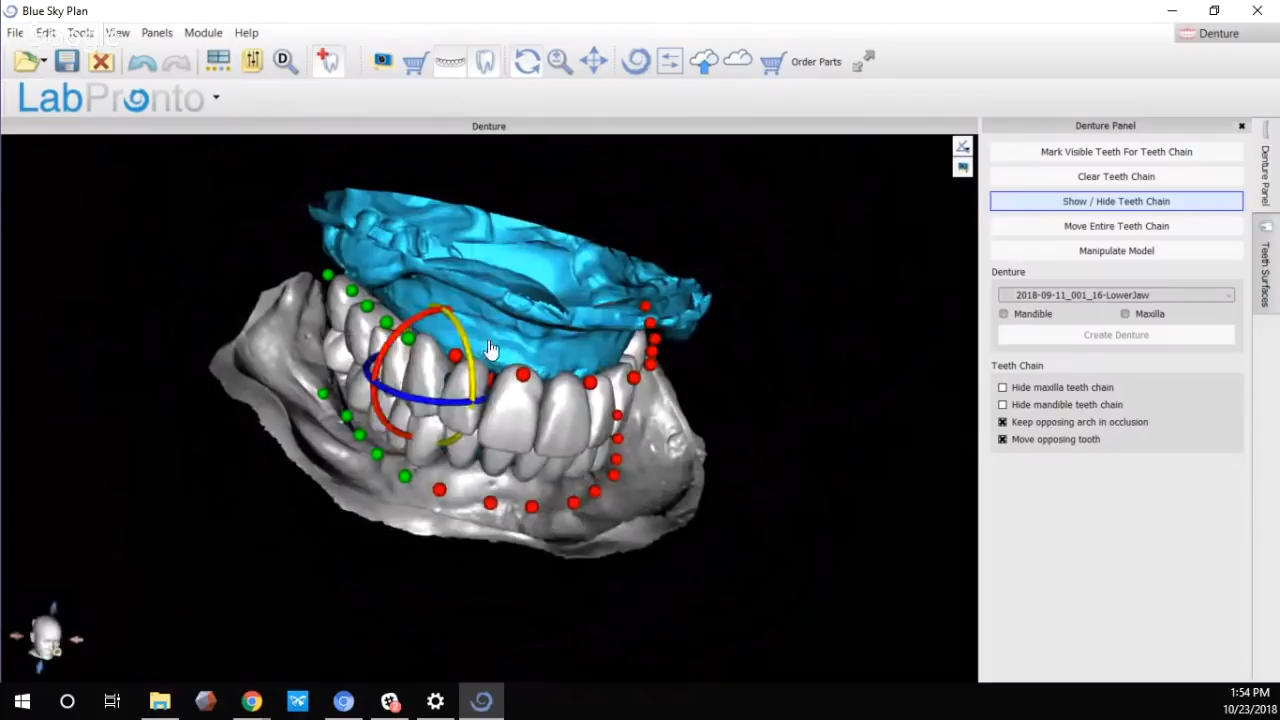 Blue Sky Plan
File Edit Tools View Panels Module Help
Google
Denture
D
Order Parts
LabPronto
Denture
Denture Panel
Mark Visible Teeth For Teeth Chain
Clear Teeth Chain
Show / Hide Teeth Chain
Move Entire Teeth Chain
Manipulate Model
Denture
2018-09-11_001_16-LowerJaw
Mandible Maxilla
Create Denture
Teeth Chain
Hide maxilla teeth chain
Hide mandible teeth chain
Keep opposing arch in occlusion
Move opposing tooth
Denture Panel
Teeth Surfaces
1:54 PM
10/23/2018